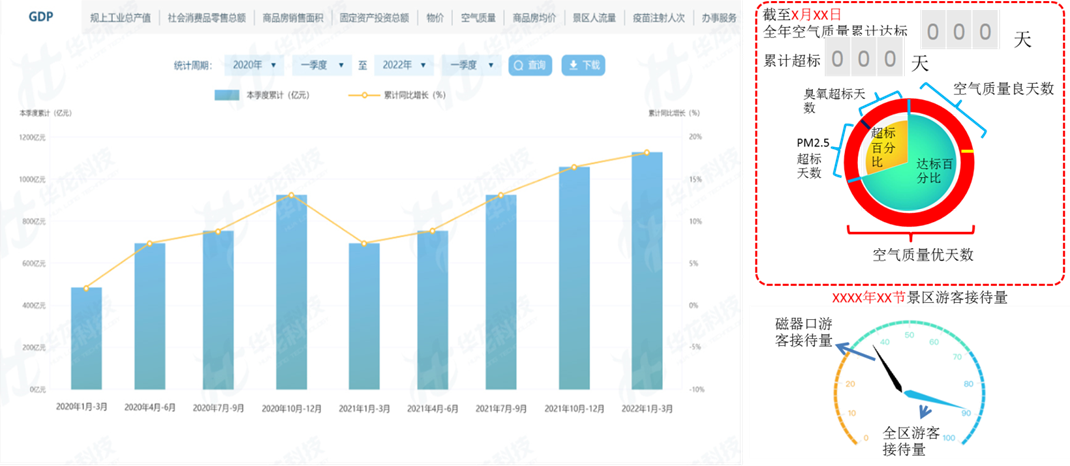 GDP
规上工业总产值
社会消费品零售总额
商品房销售面积
固定资产投资总额
物价
空气质量
商品房均价
景区人流量
疫苗注射人次
办事服务
统计周期： 2020年 一季度 至 2022年 一季度 查询 下载
本季度累计（亿元） 累计同比增长（%）
本季度累计（亿元）
累计同比增长（%）
1200亿元
1000亿元
800亿元
600亿元
400亿元
200亿元
0亿元
20%
15%
10%
5%
0%
-5%
-10%
2020年1月-3月
2020年4月-6月
2020年7月-9月
2020年10月-12月
2021年1月-3月
2021年4月-6月
2021年7月-9月
2021年10月-12月
2022年1月-3月
华龙科技
截至X月XX日
全年空气质量累计达标 0 0 0 天
累计超标 0 0 0 天
臭氧超标天
数
空气质量良天数
PM2.5
超标
天数
超标
百分
比
达标百
分比
空气质量优天数
XXXX年XX节景区游客接待量
磁器口游
客接待量
0
10
20
40
50
60
70
80
90
100
全区游客
接待量